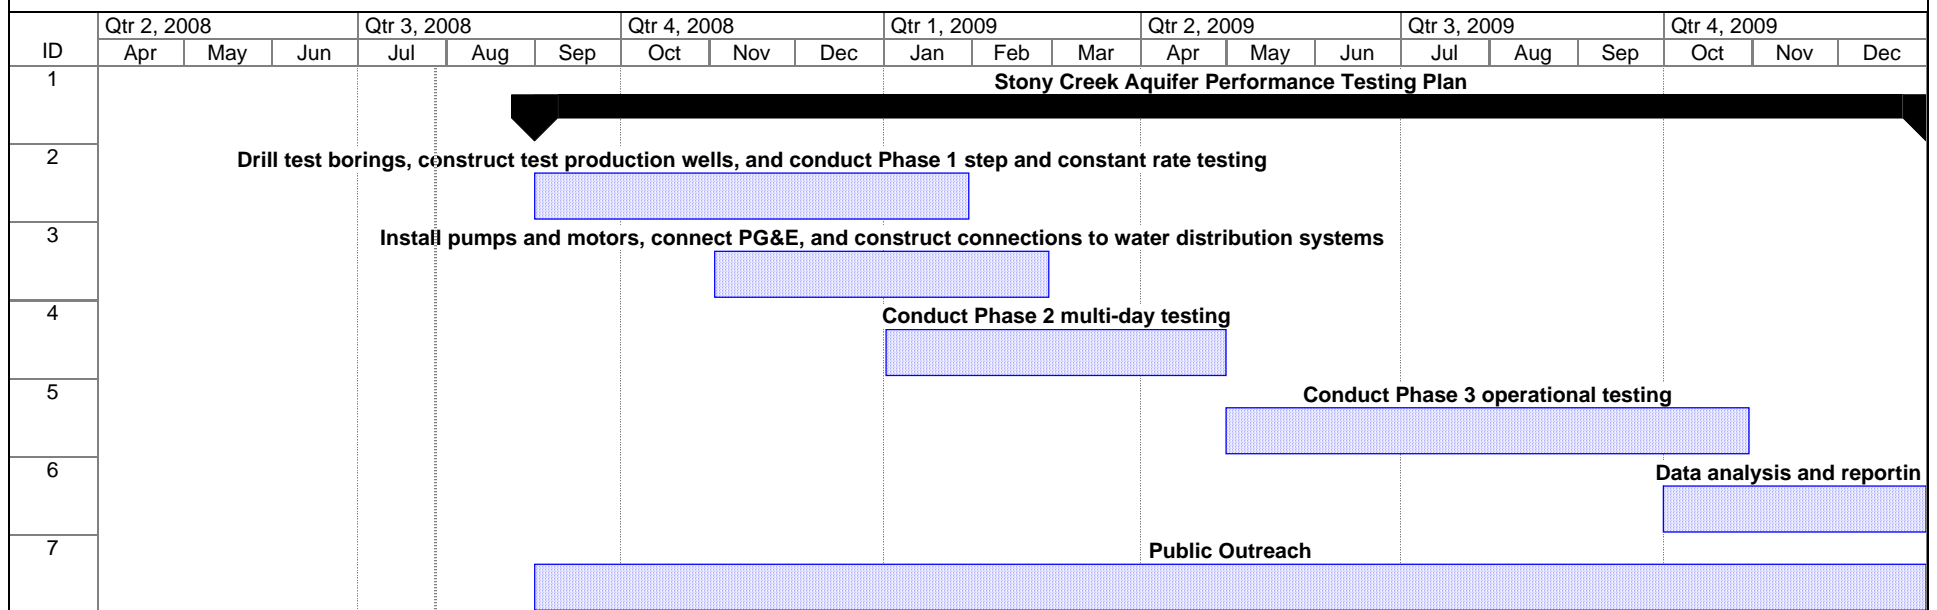 Qtr 2, 2008 Qtr 3, 2008 Qtr 4, 2008 Qtr 1, 2009 Qtr 2, 2009 Qtr 3, 2009 Qtr 4, 2009
ID Apr May Jun Jul Aug Sep Oct Nov Dec Jan Feb Mar Apr May Jun Jul Aug Sep Oct Nov Dec
1 Stony Creek Aquifer Performance Testing Plan
2 Drill test borings, construct test production wells, and conduct Phase 1 step and constant rate testing
3 Install pumps and motors, connect PG&E, and construct connections to water distribution systems
4 Conduct Phase 2 multi-day testing
5 Conduct Phase 3 operational testing
6 Data analysis and reportin
7 Public Outreach